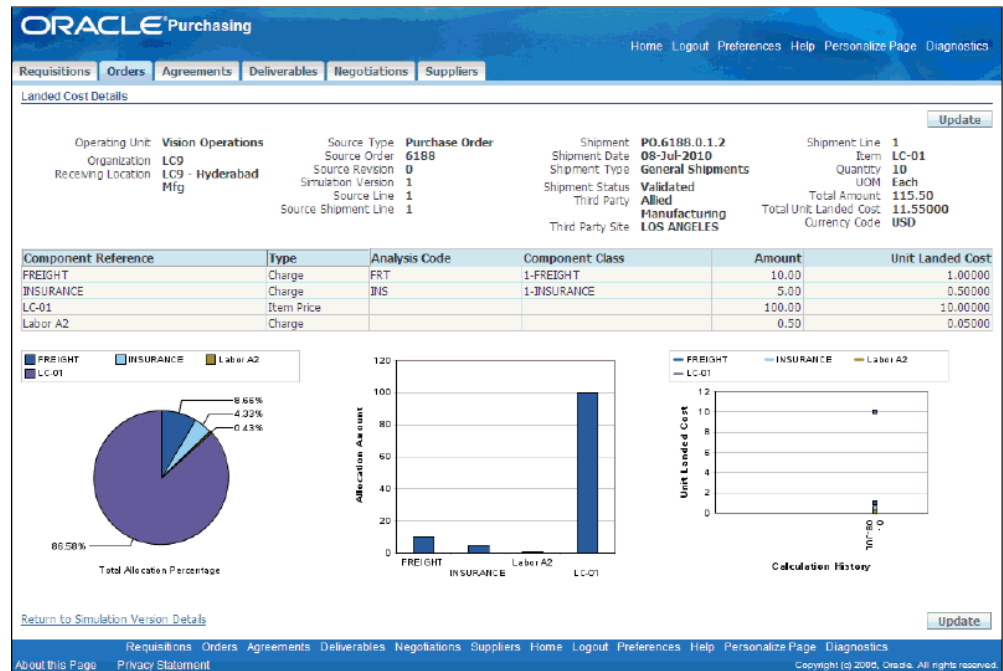 ORACLE Purchasing
Home Logout Preferences Help Personalize Page Diagnostics
Requisitions Orders Agreements Deliverables Negotiations Suppliers
Landed Cost Details
Update
Operating Unit Vision Operations
Organization LC9
Receiving Location LC9 - Hyderabad
Mfg
Source Type Purchase Order
Source Order 6188
Source Revision 0
Simulation Version 1
Source Line 1
Source Shipment Line 1
Shipment PO.6188.0.1.2
Shipment Date 08-Jul-2010
Shipment Type General Shipments
Shipment Status Validated
Third Party Allied
Manufacturing
Third Party Site LOS ANGELES
Shipment Line 1
Item LC-01
Quantity 10
UOM Each
Total Amount 115.50
Total Unit Landed Cost 11.55000
Currency Code USD
Component Reference Type Analysis Code Component Class Amount Unit Landed Cost
FREIGHT Charge FRT 1-FREIGHT 10.00 1.00000
INSURANCE Charge INS 1-INSURANCE 5.00 0.50000
LC-01 Item Price 100.00 10.00000
Labor A2 Charge 0.50 0.05000
FREIGHT INSURANCE Labor A2
LC-01
8.66%
4.33%
0.43%
86.58%
Total Allocation Percentage
Allocation Amount
120
100
80
60
40
20
0
FREIGHT INSURANCE Labor A2 LC-01
FREIGHT INSURANCE Labor A2
LC-01
Unit Landed Cost
12
10
8
6
4
2
0
0 -
08-JUL
Calculation History
Return to Simulation Version Details
Update
Requisitions Orders Agreements Deliverables Negotiations Suppliers Home Logout Preferences Help Personalize Page Diagnostics
About this Page Privacy Statement
Copyright (c) 2006, Oracle. All rights reserved.